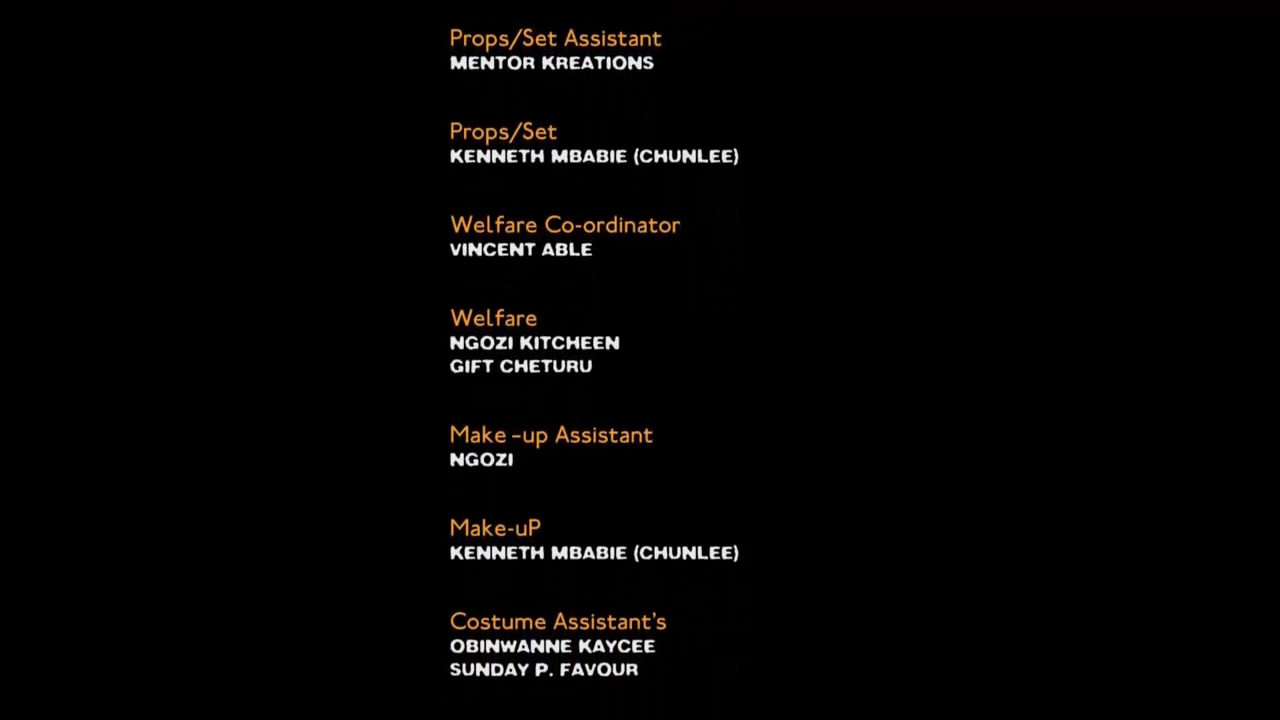 Props/Set Assistant
MENTOR KREATIONS
Props/Set
KENNETH MBABIE (CHUNLEE)
Welfare Co-ordinator
VINCENT ABLE
Welfare
NGOZI KITCHEEN
GIFT CHETURU
Make -up Assistant
NGOZI
Make-uP
KENNETH MBABIE (CHUNLEE)
Costume Assistant's
OBINWANNE KAYCEE
SUNDAY P. FAVOUR